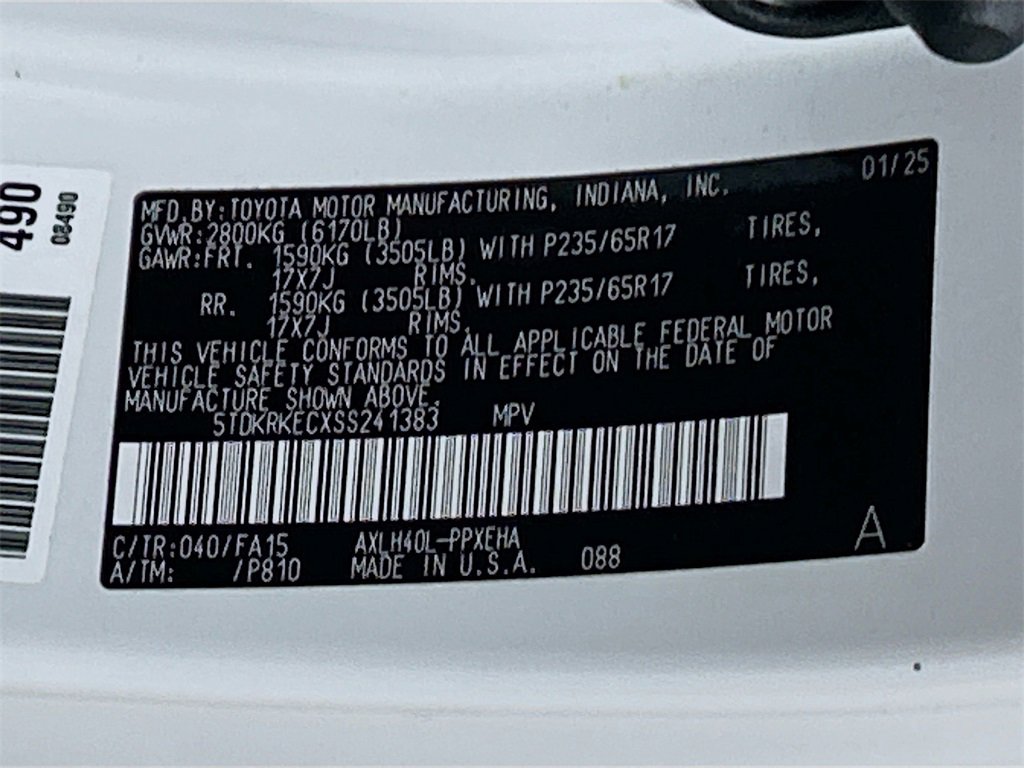 490
08490
01/25
MFD.BY:TOYOTA MOTOR MANUFACTURING, INDIANA, INC.
GVWR:2800KG (6170LB)
GAWR:FRT. 1590KG (3505LB) WITH P235/65R17 TIRES,
17X7J RIMS.
RR. 1590KG (3505LB) WITH P235/65R17 TIRES,
17X7J RIMS.
THIS VEHICLE CONFORMS TO ALL APPLICABLE FEDERAL MOTOR
VEHICLE SAFETY STANDARDS IN EFFECT ON THE DATE OF
MANUFACTURE SHOWN ABOVE.
5TDKRKECXSS241383 MPV
C/TR:040/FA15 AXLH40L-PPXEHA
A/TM: /P810 MADE IN U.S.A. 088
A